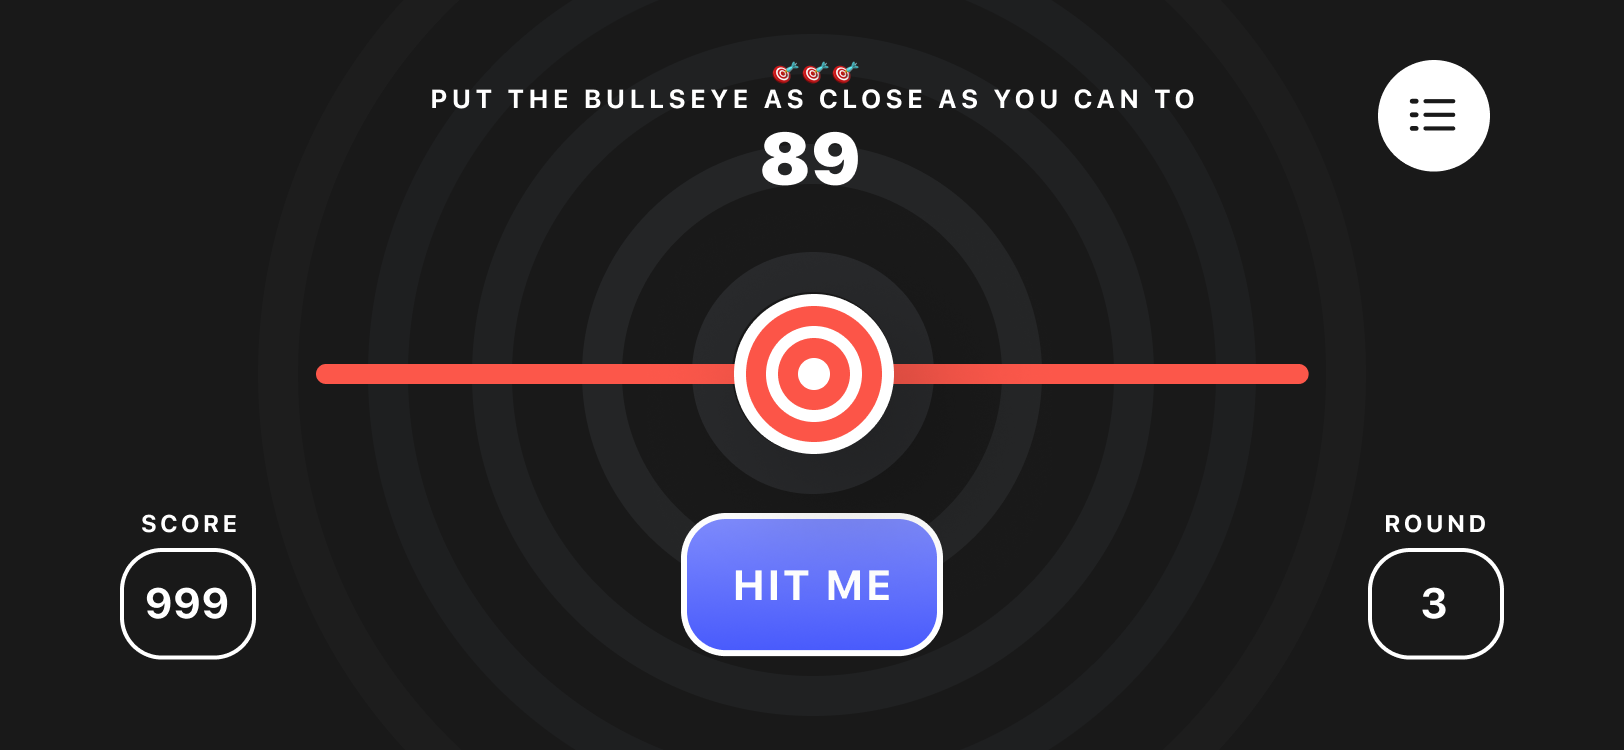 🎯🎯🎯
PUT THE BULLSEYE AS CLOSE AS YOU CAN TO
89
SCORE
999
HIT ME
ROUND
3